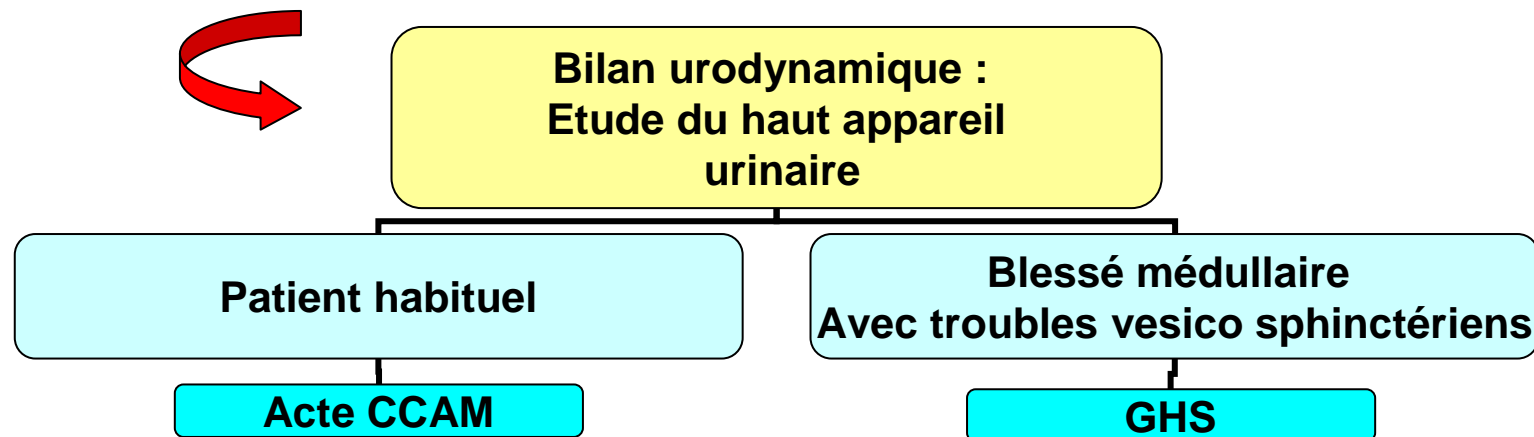 Bilan urodynamique :
Etude du haut appareil
urinaire
Patient habituel
Blessé médullaire
Avec troubles vesico sphinctériens
Acte CCAM
GHS